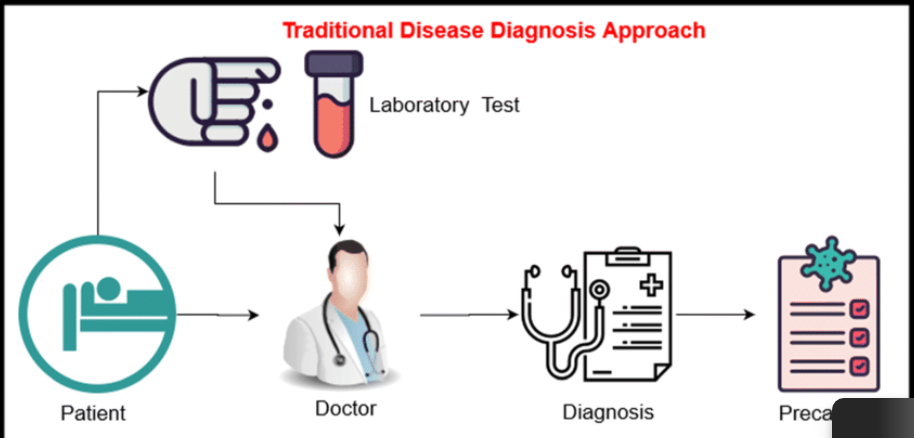 Traditional Disease Diagnosis Approach
Laboratory Test
Patient
Doctor
Diagnosis